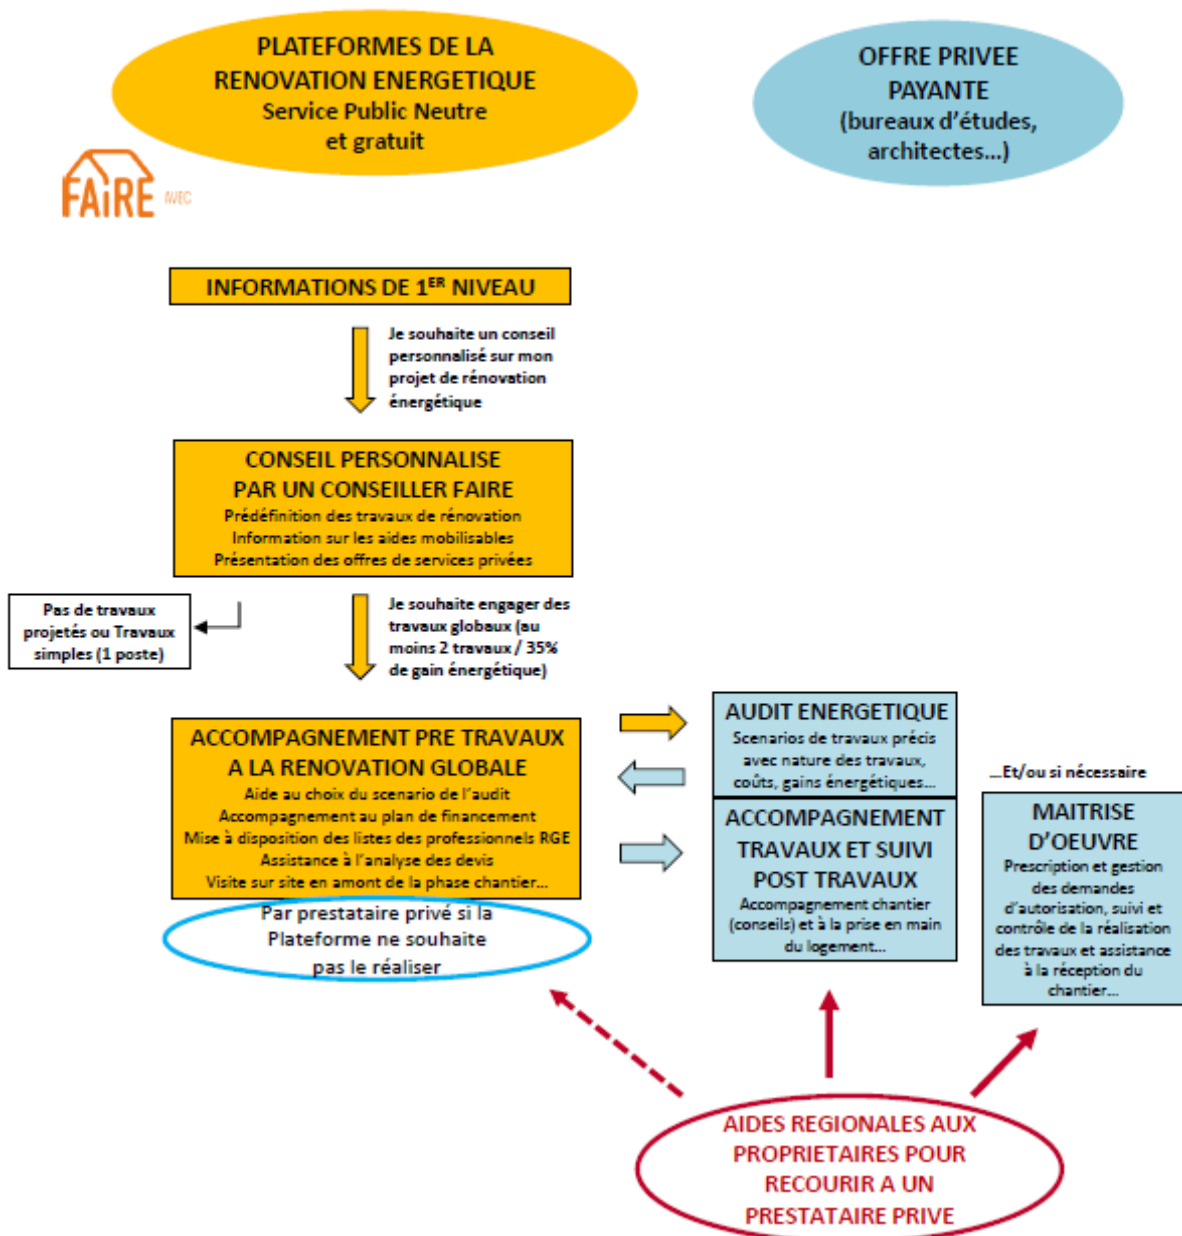 PLATEFORMES DE LA
RENOVATION ENERGETIQUE
Service Public Neutre
et gratuit
OFFRE PRIVEE
PAYANTE
(bureaux d'études,
architectes...)
FAiRE AVEC
INFORMATIONS DE 1ER NIVEAU
Je souhaite un conseil
personnalisé sur mon
projet de rénovation
énergétique
CONSEIL PERSONNALISE
PAR UN CONSEILLER FAIRE
Prédéfinition des travaux de rénovation
Information sur les aides mobilisables
Présentation des offres de services privées
Pas de travaux
projetés ou Travaux
simples (1 poste)
Je souhaite engager des
travaux globaux (au
moins 2 travaux / 35%
de gain énergétique)
ACCOMPAGNEMENT PRE TRAVAUX
A LA RENOVATION GLOBALE
Aide au choix du scenario de l'audit
Accompagnement au plan de financement
Mise à disposition des listes des professionnels RGE
Assistance à l'analyse des devis
Visite sur site en amont de la phase chantier...
Par prestataire privé si la
Plateforme ne souhaite
pas le réaliser
AUDIT ENERGETIQUE
Scenarios de travaux précis
avec nature des travaux,
coûts, gains énergétiques...
ACCOMPAGNEMENT
TRAVAUX ET SUIVI
POST TRAVAUX
Accompagnement chantier
(conseils) et à la prise en main
du logement...
...Et/ou si nécessaire
MAITRISE
D'OEUVRE
Prescription et gestion
des demandes
d'autorisation, suivi et
contrôle de la réalisation
des travaux et assistance
à la réception du
chantier...
AIDES REGIONALES AUX
PROPRIETAIRES POUR
RECOURIR A UN
PRESTATAIRE PRIVE